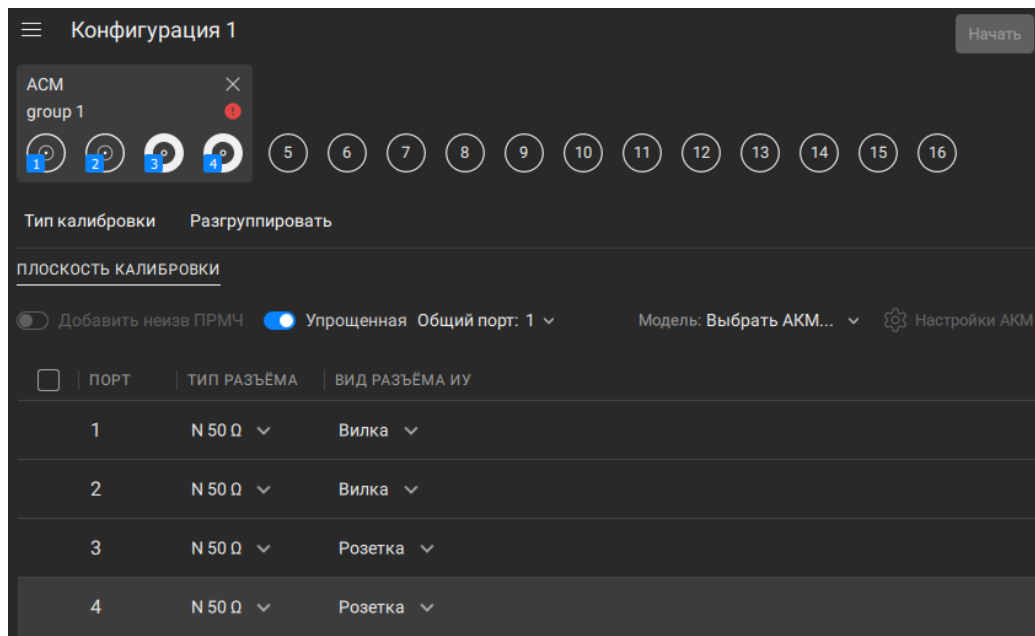 Конфигурация 1
Начать
ACM
group 1
1 2 3 4 5 6 7 8 9 10 11 12 13 14 15 16
Тип калибровки Разгруппировать
ПЛОСКОСТЬ КАЛИБРОВКИ
Добавить неизв ПРМЧ Упрощенная Общий порт: 1 Модель: Выбрать АКМ... Настройки АКМ
ПОРТ ТИП РАЗЪЁМА ВИД РАЗЪЁМА ИУ
1 N 50 Ω Вилка
2 N 50 Ω Вилка
3 N 50 Ω Розетка
4 N 50 Ω Розетка